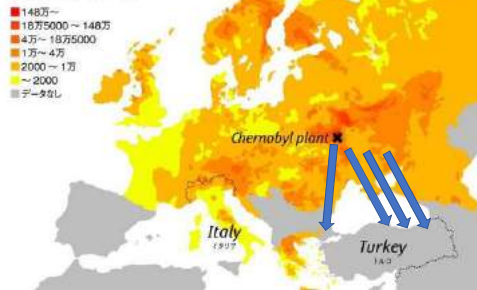 148万～
18万5000 ～ 148万
4万～ 18万5000
1万～ 4万
2000 ～ 1万
～ 2000
データなし
Chernobyl plant
Italy
イタリア
Turkey
トルコ